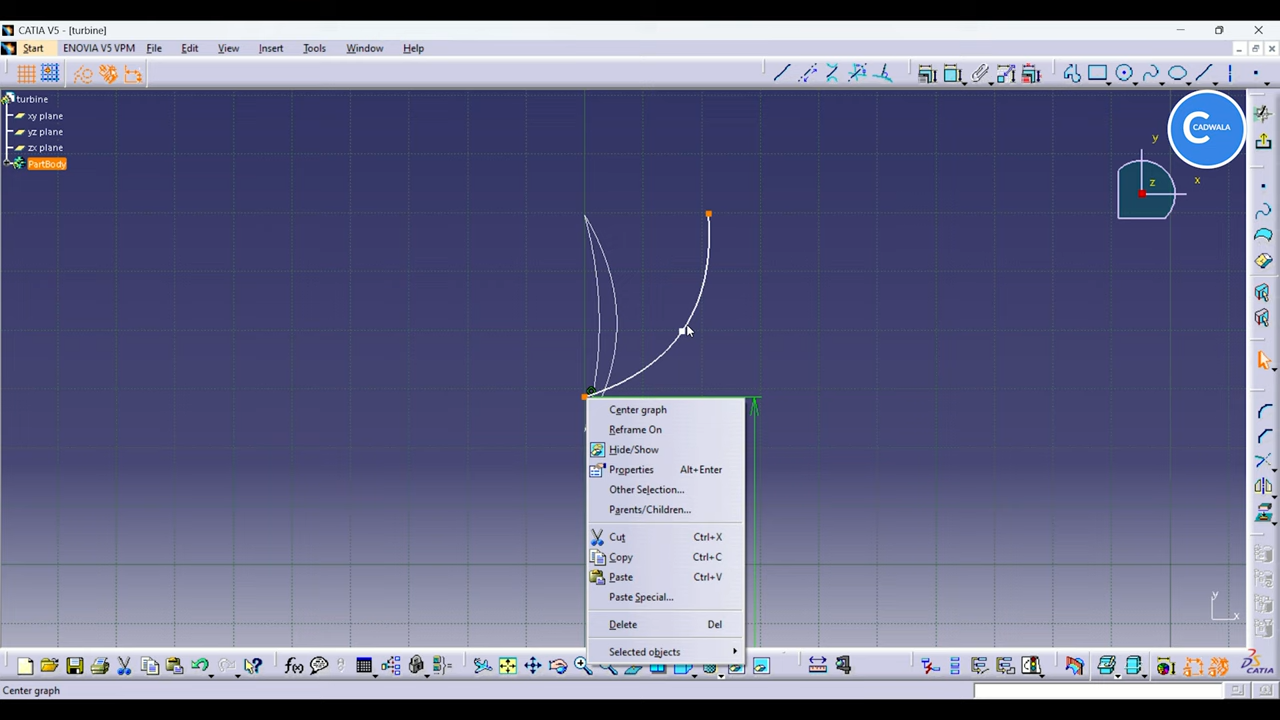 CATIA V5 - [turbine]
Start ENOVIA V5 VPM File Edit View Insert Tools Window Help
turbine
xy plane
yz plane
zx plane
PartBody
C CADWALA
y
x
z
Center graph
Reframe On
Hide/Show
Properties Alt+Enter
Other Selection...
Parents/Children...
Cut Ctrl+X
Copy Ctrl+C
Paste Ctrl+V
Paste Special...
Delete Del
Selected objects
y
x
f(x)
CATIA
Center graph